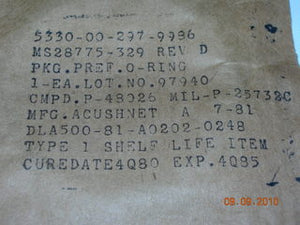 5330-00-297-9986
MS28775-329 REV D
PKG.PREF.O-RING
1-EA.LOT.NO.97940
CMPD.P-48026 MIL-P-25732C
MFG.ACUSHNET A 7-81
DLA500-81-A0202-0248
TYPE 1 SHELF LIFE ITEM
CUREDATE4Q80 EXP.4Q85
09.09.2010